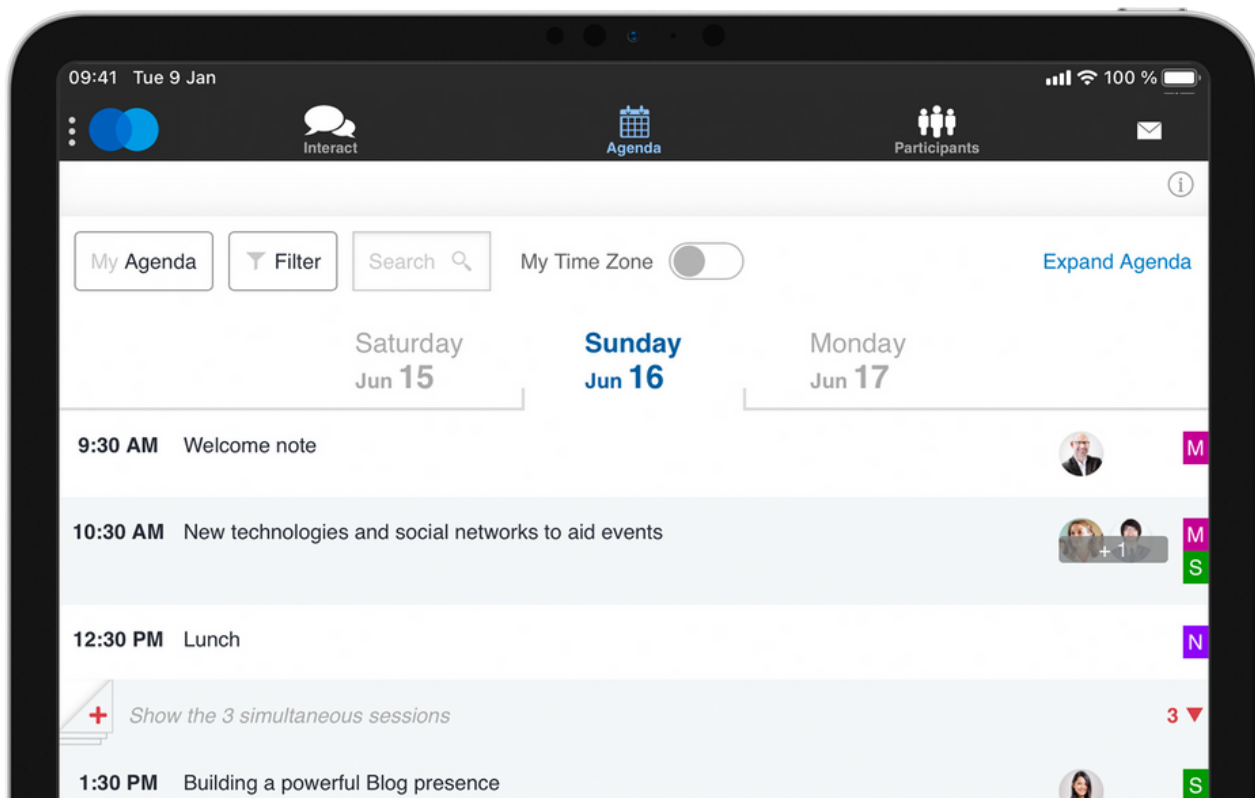 09:41 Tue 9 Jan 100 %
Interact Agenda Participants
My Agenda Filter Search My Time Zone Expand Agenda
Saturday Sunday Monday
Jun 15 Jun 16 Jun 17
9:30 AM Welcome note M
10:30 AM New technologies and social networks to aid events + 1 M
S
12:30 PM Lunch N
Show the 3 simultaneous sessions 3
1:30 PM Building a powerful Blog presence S